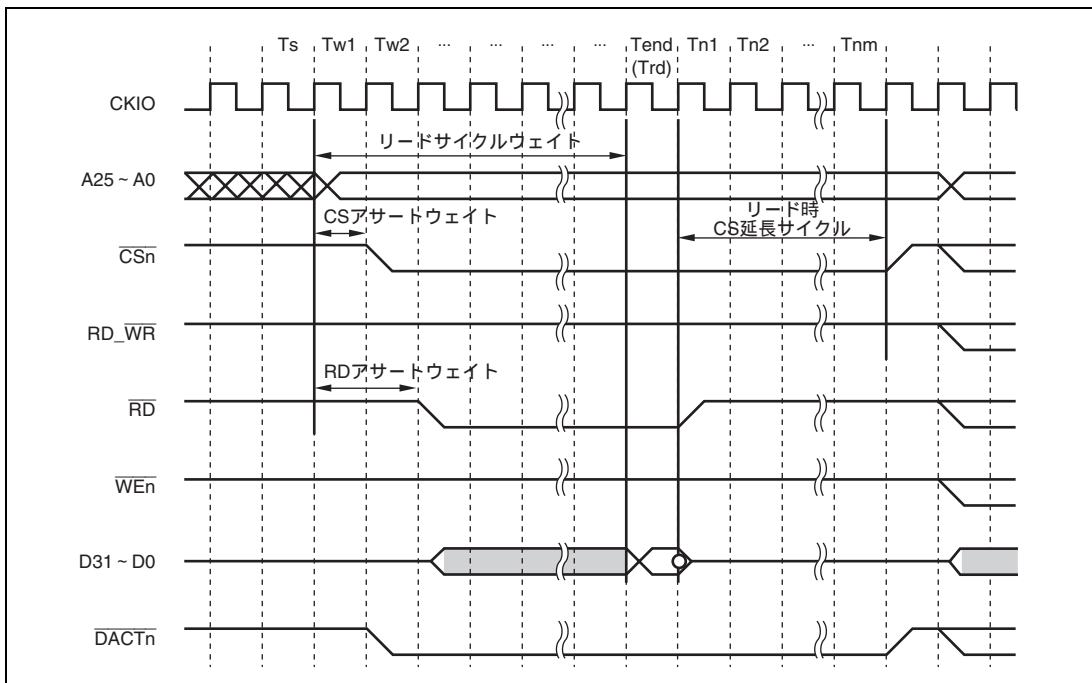 Ts Tw1 Tw2 ... ... ... ... Tend Tn1 Tn2 ... Tnm
(Trd)
CKIO
リードサイクルウェイト
A25 ~ A0
リード時
CSアサートウェイト
CS延長サイクル
CSn
RD_WR
RDアサートウェイト
RD
WEn
D31 ~ D0
DACTn